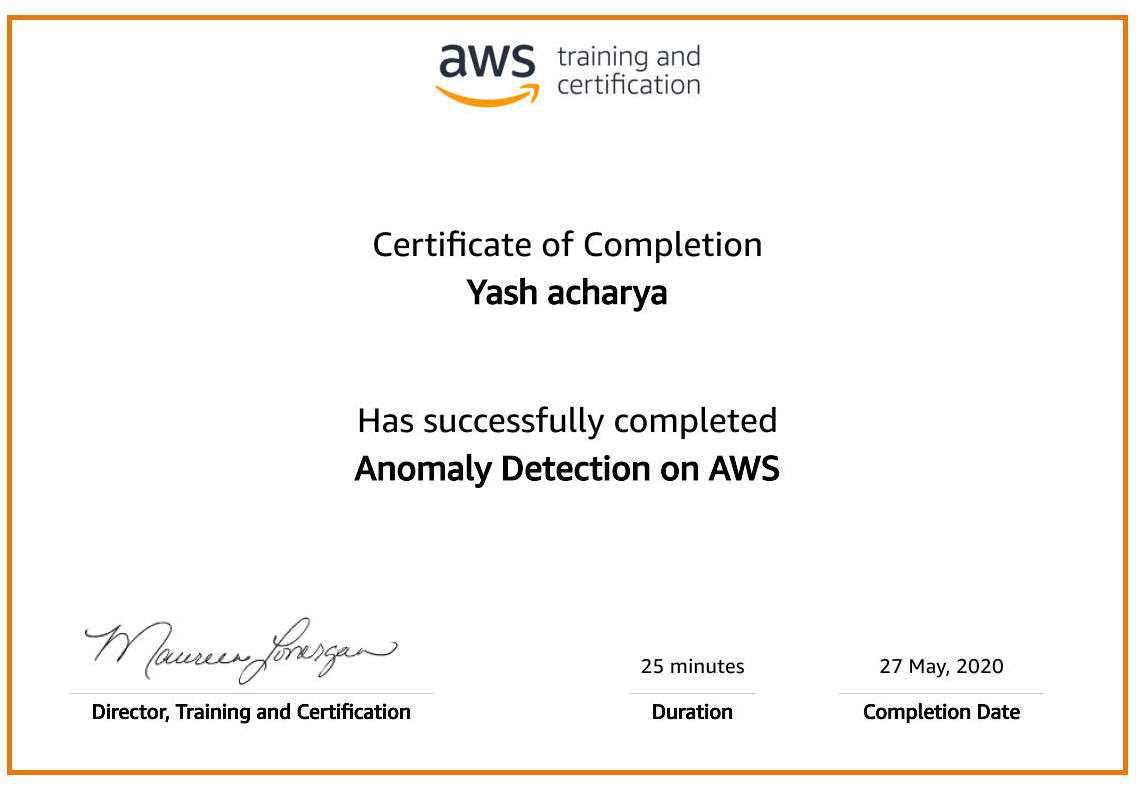 aws training and
certification
Certificate of Completion
Yash acharya
Has successfully completed
Anomaly Detection on AWS
Maureen Lonergan
Director, Training and Certification
25 minutes
Duration
27 May, 2020
Completion Date